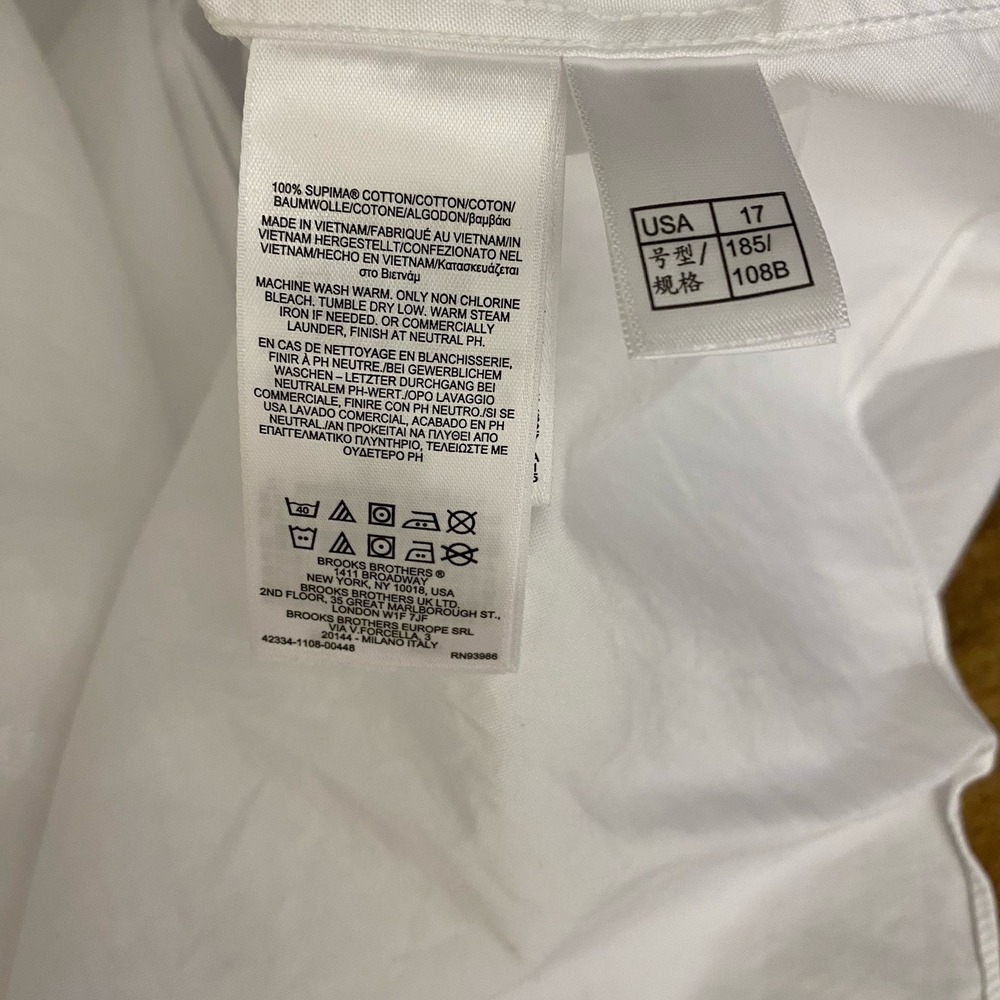 100% SUPIMA® COTTON/COTTON/COTON/
BAUMWOLLE/COTONE/ALGODON/βαμβάκι
MADE IN VIETNAM/FABRIQUÉ AU VIETNAM/IN
VIETNAM HERGESTELLT/CONFEZIONATO NEL
VIETNAM/HECHO EN VIETNAM/Κατασκευάζεται
στο Βιετνάμ
MACHINE WASH WARM. ONLY NON CHLORINE
BLEACH. TUMBLE DRY LOW. WARM STEAM
IRON IF NEEDED. OR COMMERCIALLY
LAUNDER, FINISH AT NEUTRAL PH.
EN CAS DE NETTOYAGE EN BLANCHISSERIE,
FINIR À PH NEUTRE./BEI GEWERBLICHEM
WASCHEN – LETZTER DURCHGANG BEI
NEUTRALEM PH-WERT./OPO LAVAGGIO
COMMERCIALE, FINIRE CON PH NEUTRO./SI SE
USA LAVADO COMERCIAL, ACABADO EN PH
NEUTRAL./ΑΝ ΠΡΟΚΕΙΤΑΙ ΝΑ ΠΛΥΘΕΙ ΑΠΟ
ΕΠΑΓΓΕΛΜΑΤΙΚΟ ΠΛΥΝΤΗΡΙΟ, ΤΕΛΕΙΩΣΤΕ ΜΕ
ΟΥΔΕΤΕΡΟ PH
40
BROOKS BROTHERS ®
1411 BROADWAY
NEW YORK, NY 10018, USA
BROOKS BROTHERS UK LTD.
2ND FLOOR, 35 GREAT MARLBOROUGH ST.,
LONDON W1F 7JF
BROOKS BROTHERS EUROPE SRL
VIA V.FORCELLA, 3
20144 - MILANO ITALY
42334-1108-00448 RN93986
USA 17
号型/ 185/
规格 108B